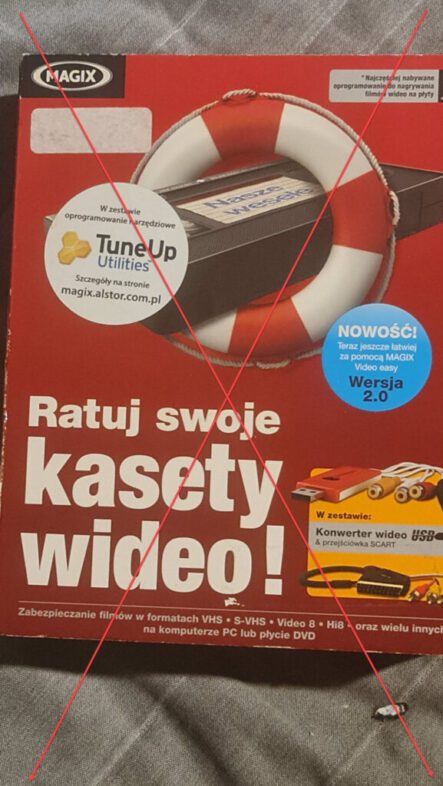 MAGIX
*Najczęściej nabywane
oprogramowanie do nagrywania
filmów wideo na płyty
Nasze
wesele
W zestawie
oprogramowanie narzędziowe
TuneUp
Utilities
Szczegóły na stronie
magix.alstor.com.pl
NOWOŚĆ!
Teraz jeszcze łatwiej
za pomocą MAGIX
Video easy
Wersja
2.0
Ratuj swoje
kasety
wideo!
W zestawie:
Konwerter wideo USB
& przejściówka SCART
Zabezpieczanie filmów w formatach VHS • S-VHS • Video 8 • Hi8 - oraz wielu innych
na komputerze PC lub płycie DVD